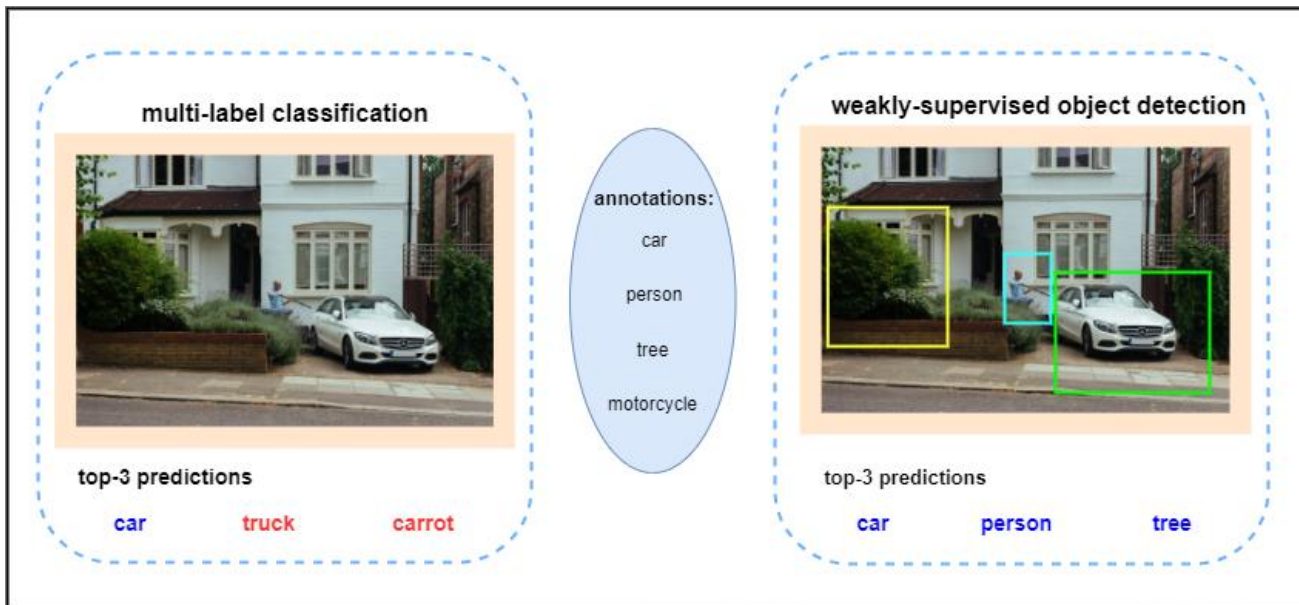 multi-label classification
top-3 predictions
car truck carrot
annotations:
car
person
tree
motorcycle
weakly-supervised object detection
top-3 predictions
car person tree